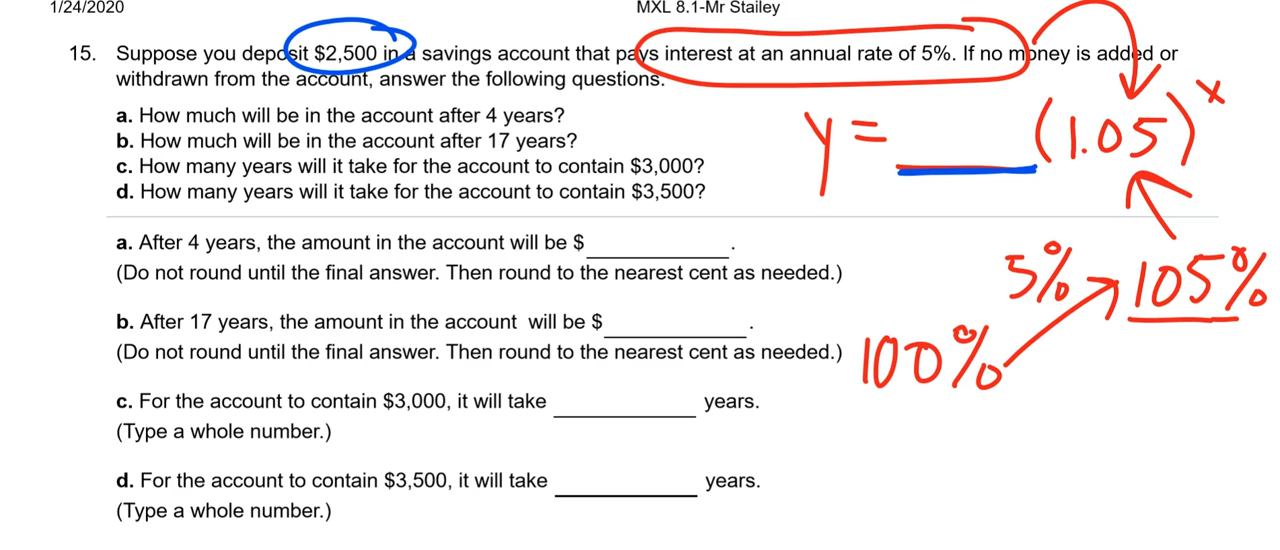 1/24/2020 MXL 8.1-Mr Stailey
15. Suppose you deposit $2,500 in a savings account that pays interest at an annual rate of 5%. If no money is added or
withdrawn from the account, answer the following questions.
a. How much will be in the account after 4 years?
b. How much will be in the account after 17 years?
c. How many years will it take for the account to contain $3,000?
d. How many years will it take for the account to contain $3,500?
y = ____ (1.05)^x
a. After 4 years, the amount in the account will be $ ____.
(Do not round until the final answer. Then round to the nearest cent as needed.)
5% 105%
b. After 17 years, the amount in the account will be $ ____.
(Do not round until the final answer. Then round to the nearest cent as needed.)
100%
c. For the account to contain $3,000, it will take ____ years.
(Type a whole number.)
d. For the account to contain $3,500, it will take ____ years.
(Type a whole number.)